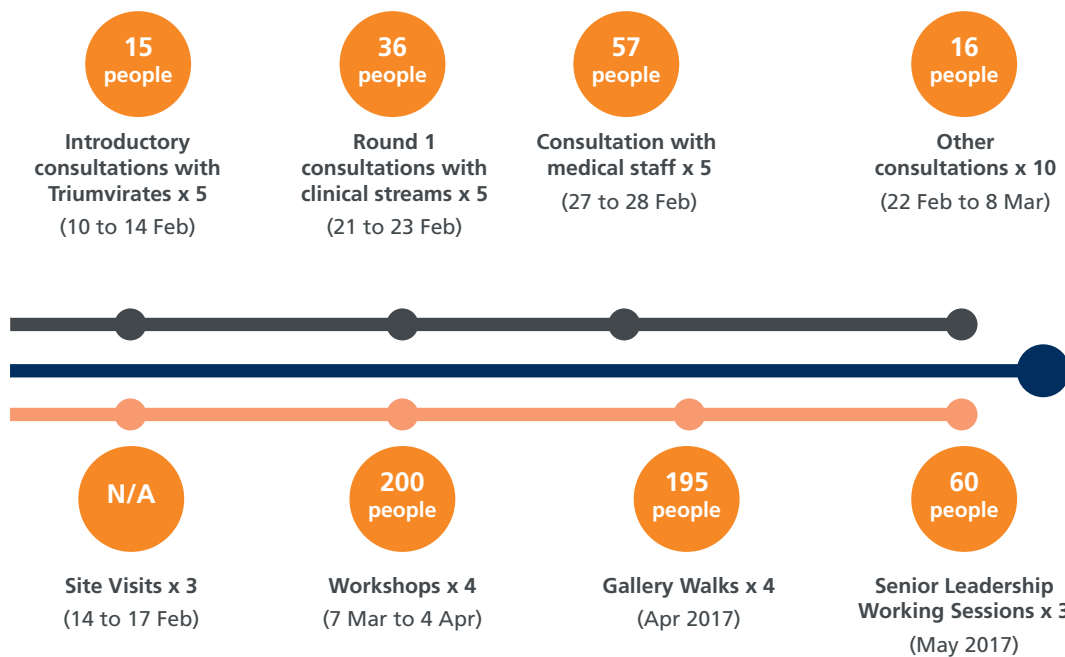 15
people
Introductory
consultations with
Triumvirates x 5
(10 to 14 Feb)
36
people
Round 1
consultations with
clinical streams x 5
(21 to 23 Feb)
57
people
Consultation with
medical staff x 5
(27 to 28 Feb)
16
people
Other
consultations x 10
(22 Feb to 8 Mar)
N/A
Site Visits x 3
(14 to 17 Feb)
200
people
Workshops x 4
(7 Mar to 4 Apr)
195
people
Gallery Walks x 4
(Apr 2017)
60
people
Senior Leadership
Working Sessions x 3
(May 2017)